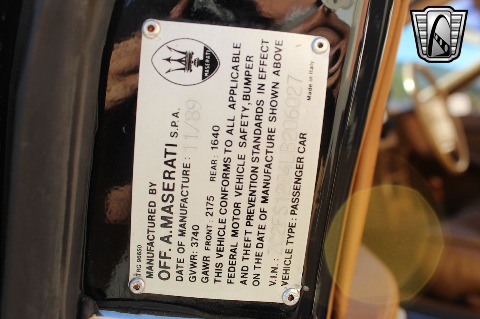 MASERATI
MANUFACTURED BY
OFF. A. MASERATI S.P.A.
DATE OF MANUFACTURE: 11/89
GVWR: 3740
GAWR FRONT: 2175 REAR: 1640
THIS VEHICLE CONFORMS TO ALL APPLICABLE
FEDERAL MOTOR VEHICLE SAFETY, BUMPER
AND THEFT PREVENTION STANDARDS IN EFFECT
ON THE DATE OF MANUFACTURE SHOWN ABOVE
V.I.N.:
VEHICLE TYPE: PASSENGER CAR
Made in Italy